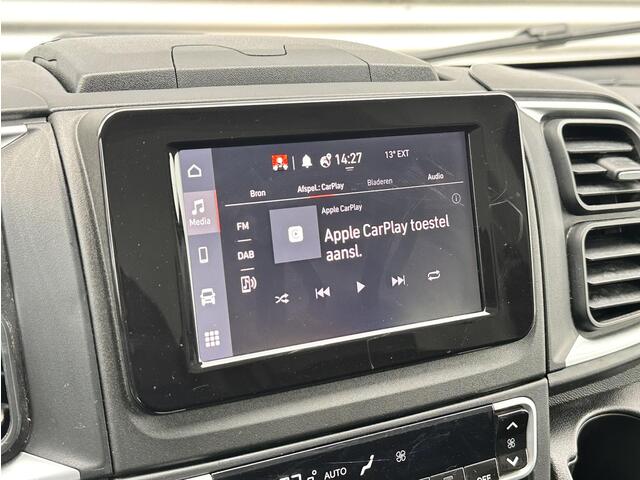 14:27 13° EXT
Bron Afspel.: CarPlay Bladeren Audio
Media
Apple CarPlay
FM
Apple CarPlay toestel
aansl.
DAB
AUTO
OFF